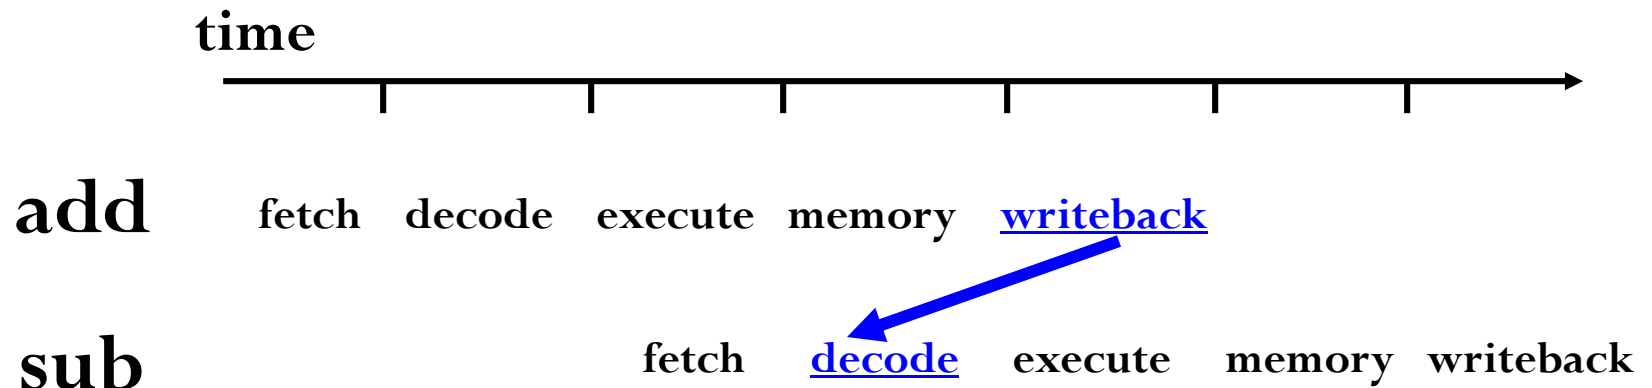 time
add fetch decode execute memory writeback
sub fetch decode execute memory writeback